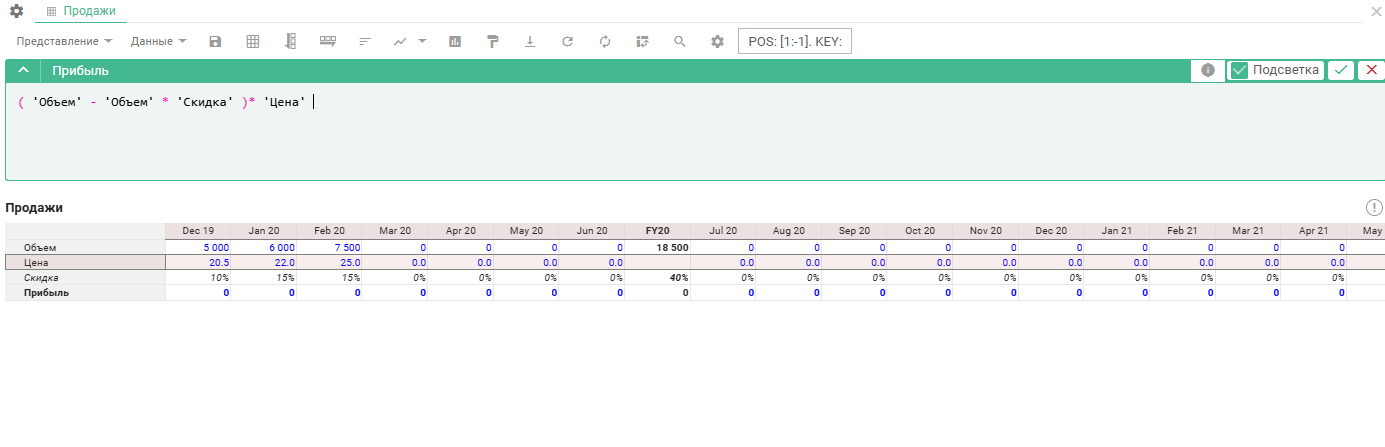 Продажи
Представление Данные POS: [1:-1]. KEY:
Прибыль Подсветка
( 'Объем' - 'Объем' * 'Скидка' )* 'Цена'
Продажи
Dec 19 Jan 20 Feb 20 Mar 20 Apr 20 May 20 Jun 20 FY20 Jul 20 Aug 20 Sep 20 Oct 20 Nov 20 Dec 20 Jan 21 Feb 21 Mar 21 Apr 21 May
Объем 5 000 6 000 7 500 0 0 0 0 18 500 0 0 0 0 0 0 0 0 0 0
Цена 20.5 22.0 25.0 0.0 0.0 0.0 0.0 0.0 0.0 0.0 0.0 0.0 0.0 0.0 0.0 0.0 0.0
Скидка 10% 15% 15% 0% 0% 0% 0% 40% 0% 0% 0% 0% 0% 0% 0% 0% 0% 0%
Прибыль 0 0 0 0 0 0 0 0 0 0 0 0 0 0 0 0 0 0